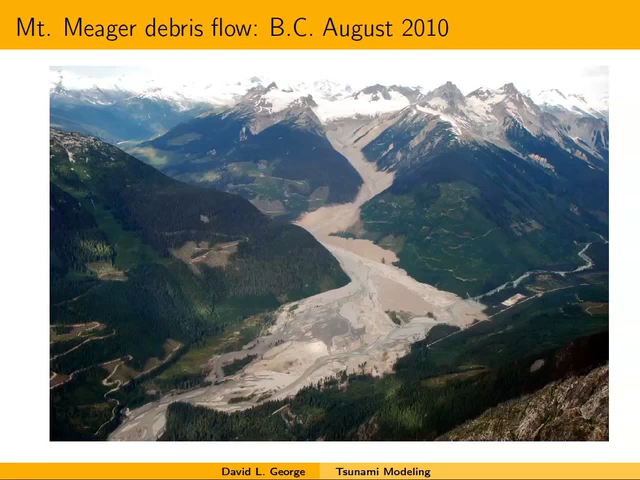 Mt. Meager debris flow: B.C. August 2010
David L. George Tsunami Modeling